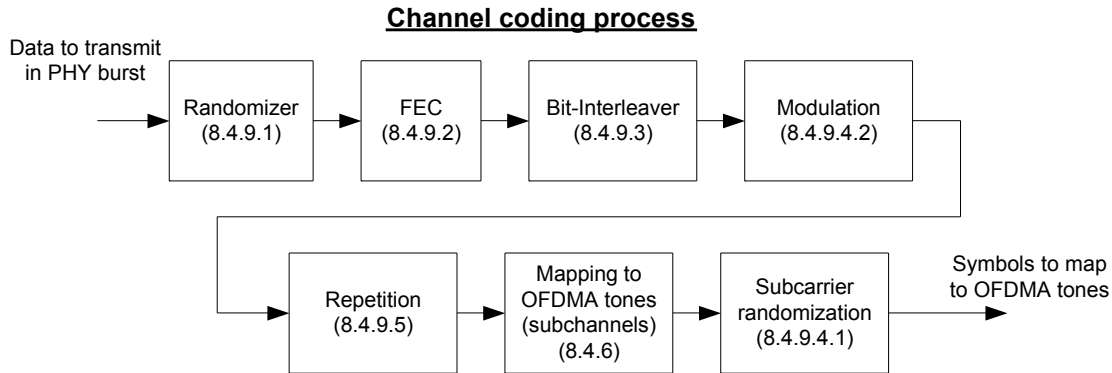 Channel coding process
Data to transmit
in PHY burst
Randomizer
(8.4.9.1)
FEC
(8.4.9.2)
Bit-Interleaver
(8.4.9.3)
Modulation
(8.4.9.4.2)
Repetition
(8.4.9.5)
Mapping to
OFDMA tones
(subchannels)
(8.4.6)
Subcarrier
randomization
(8.4.9.4.1)
Symbols to map
to OFDMA tones